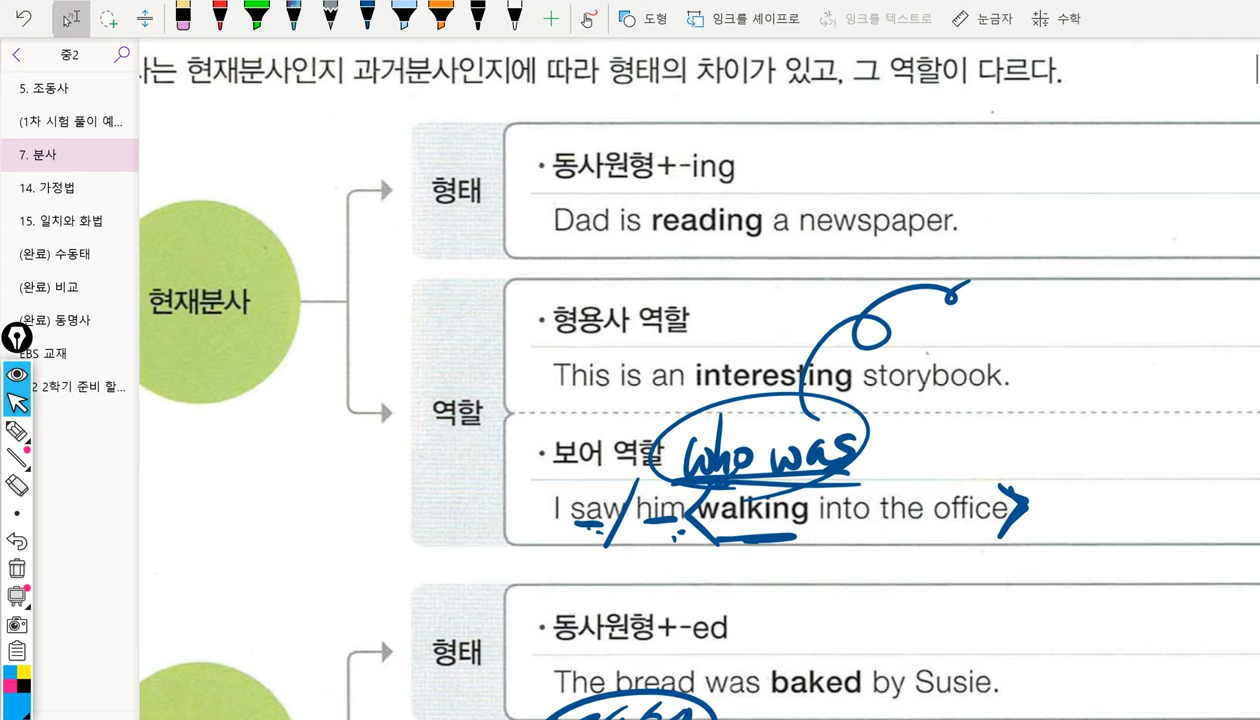 도형
잉크를 셰이프로
잉크를 텍스트로
눈금자
수학
중2
5. 조동사
(1차 시험 풀이 예...
7. 분사
14. 가정법
15. 일치와 화법
(완료) 수동태
(완료) 비교
(완료) 동명사
EBS 교재
2 2학기 준비 할...
사는 현재분사인지 과거분사인지에 따라 형태의 차이가 있고, 그 역할이 다르다.
현재분사
형태
· 동사원형+-ing
Dad is reading a newspaper.
역할
· 형용사 역할
This is an interesting storybook.
· 보어 역할
who was
I saw / him < walking into the office >
형태
· 동사원형+-ed
The bread was baked by Susie.